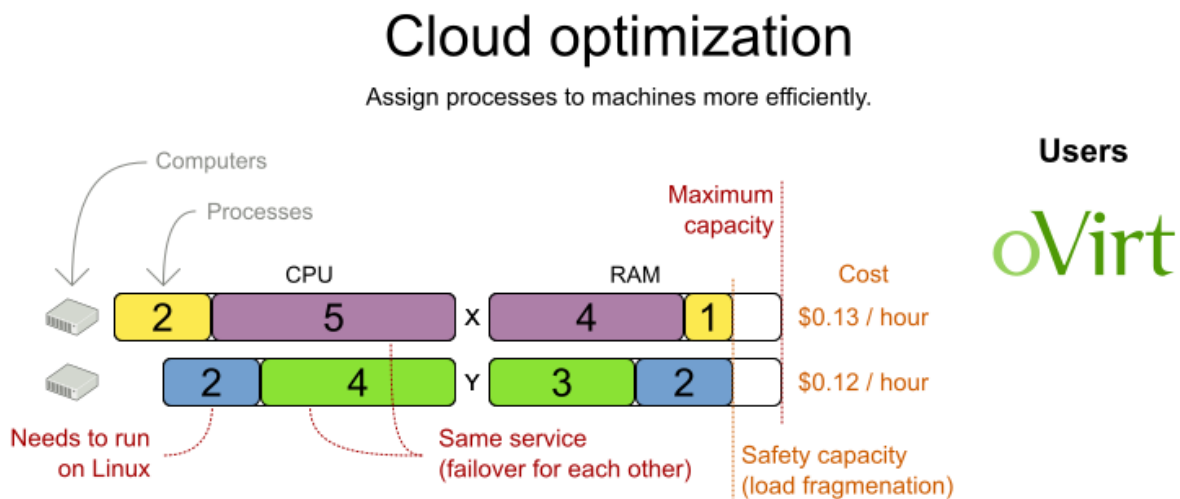 Cloud optimization
Assign processes to machines more efficiently.
Computers
Processes
Users
oVirt
Maximum
capacity
CPU
RAM
Cost
2 5 X 4 1 $0.13 / hour
2 4 Y 3 2 $0.12 / hour
Needs to run
on Linux
Same service
(failover for each other)
Safety capacity
(load fragmenation)